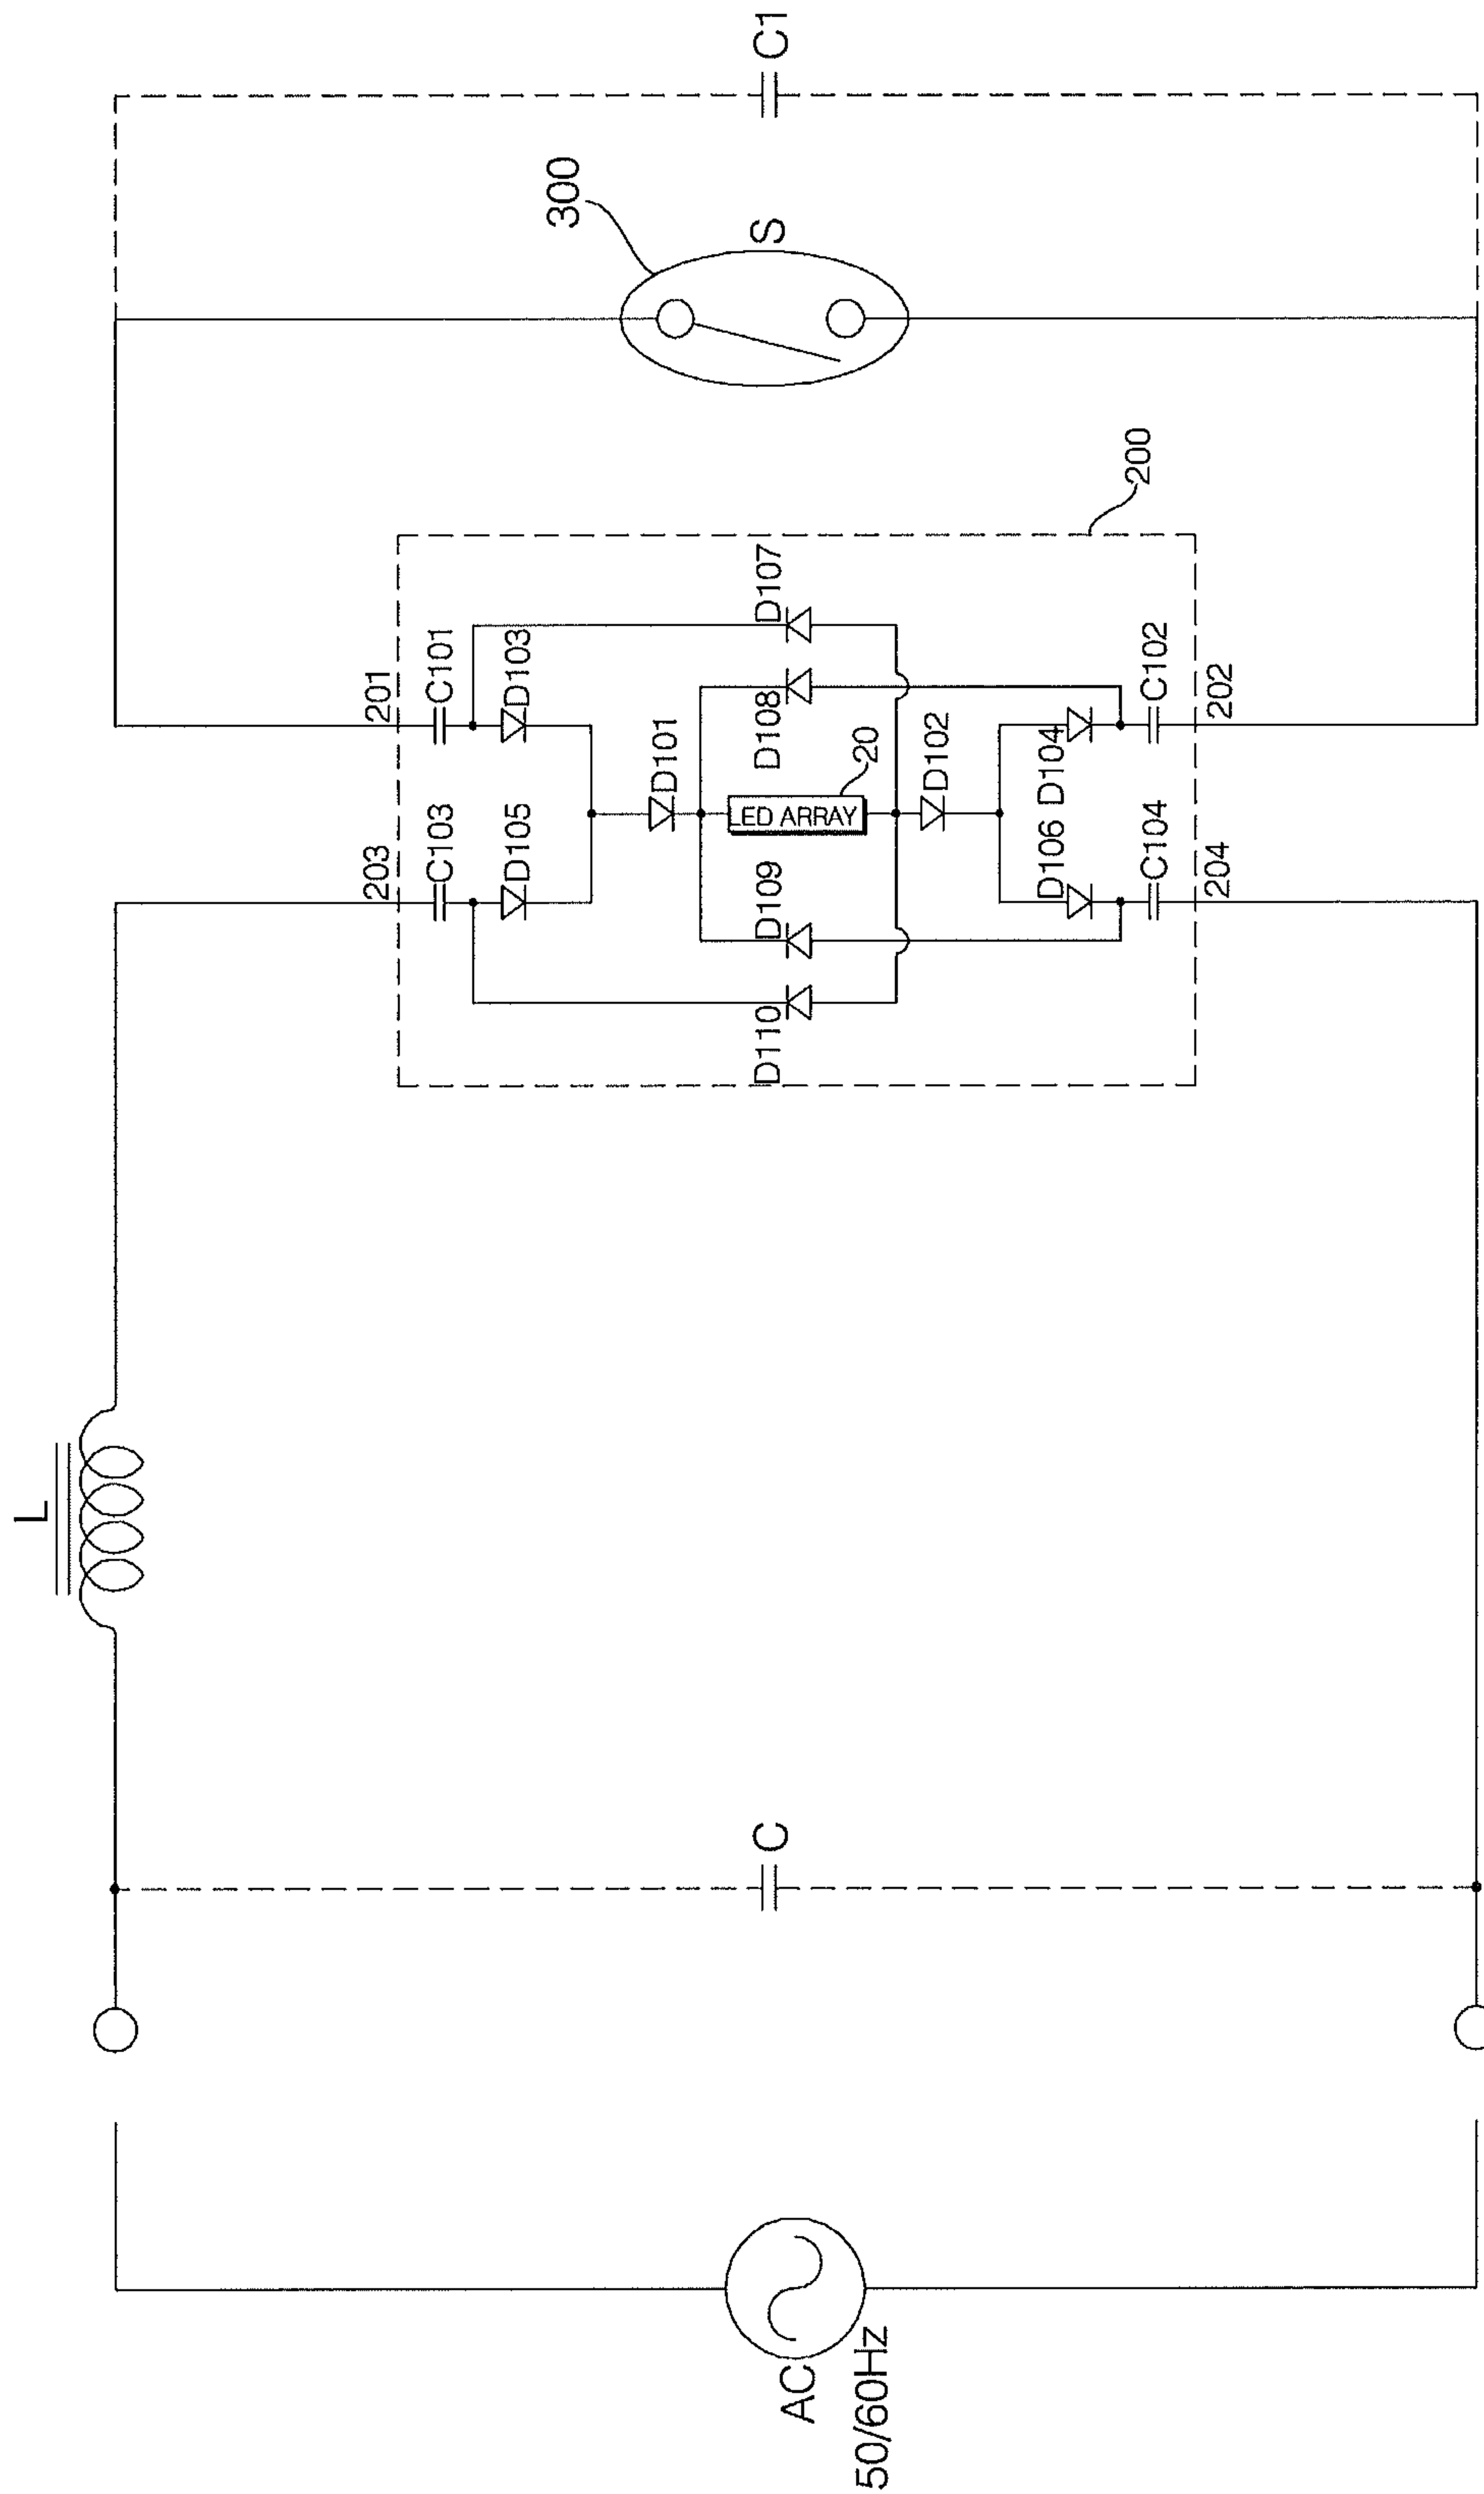 L
AC
50/60Hz
C
203
C103
D105
201
C101
D103
D101
D110
D109
LED ARRAY
20
D108
D107
D102
D106
D104
C104
204
C102
202
200
300
S
C1